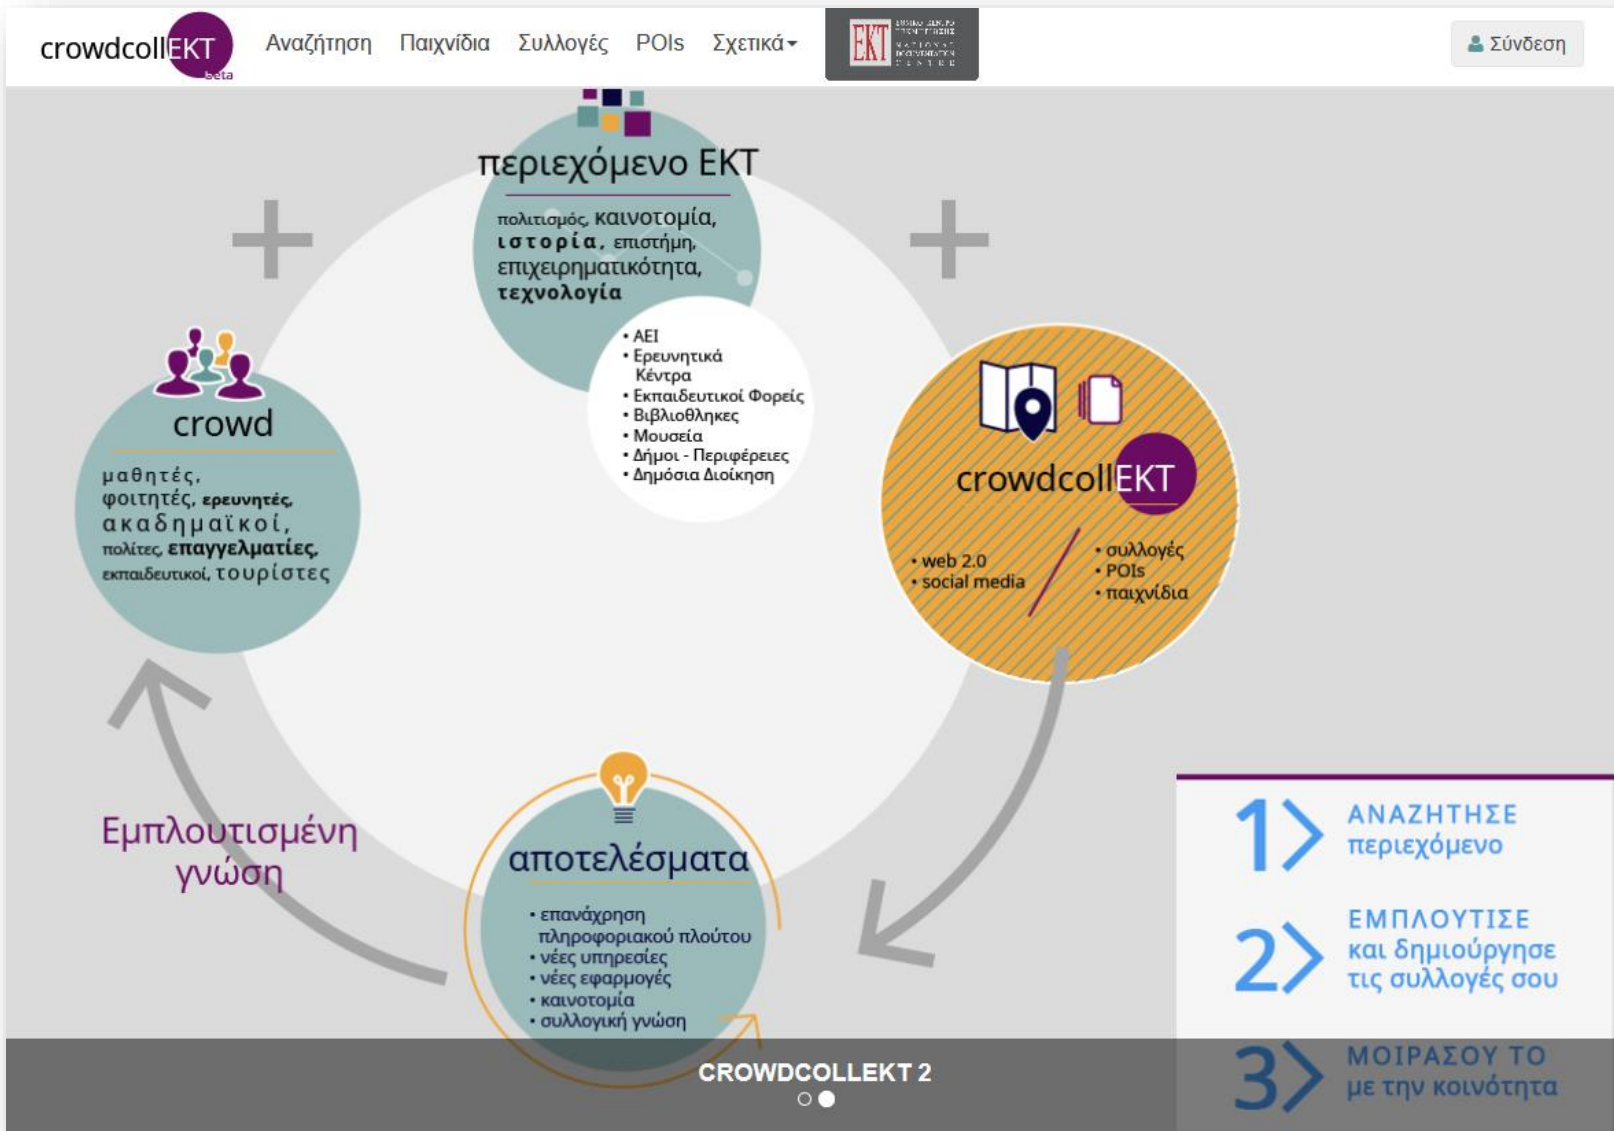 crowdcollEKT
beta
Αναζήτηση Παιχνίδια Συλλογές POIs Σχετικά
EKT
NATIONAL
DOCUMENTATION
CENTRE
Σύνδεση
περιεχόμενο ΕΚΤ
πολιτισμός, καινοτομία,
ιστορία, επιστήμη,
επιχειρηματικότητα,
τεχνολογία
• ΑΕΙ
• Ερευνητικά
Κέντρα
• Εκπαιδευτικοί Φορείς
• Βιβλιοθληκες
• Μουσεία
• Δήμοι - Περιφέρειες
• Δημόσια Διοίκηση
crowd
μαθητές,
φοιτητές, ερευνητές,
ακαδημαϊκοί,
πολίτες, επαγγελματίες,
εκπαιδευτικοί, τουρίστες
crowdcollEKT
• web 2.0
• social media
• συλλογές
• POIs
• παιχνίδια
Εμπλουτισμένη
γνώση
αποτελέσματα
• επανάχρηση
πληροφοριακού πλούτου
• νέες υπηρεσίες
• νέες εφαρμογές
• καινοτομία
• συλλογική γνώση
1 ΑΝΑΖΗΤΗΣΕ
περιεχόμενο
2 ΕΜΠΛΟΥΤΙΣΕ
και δημιούργησε
τις συλλογές σου
3 ΜΟΙΡΑΣΟΥ ΤΟ
με την κοινότητα
CROWDCOLLEKT 2